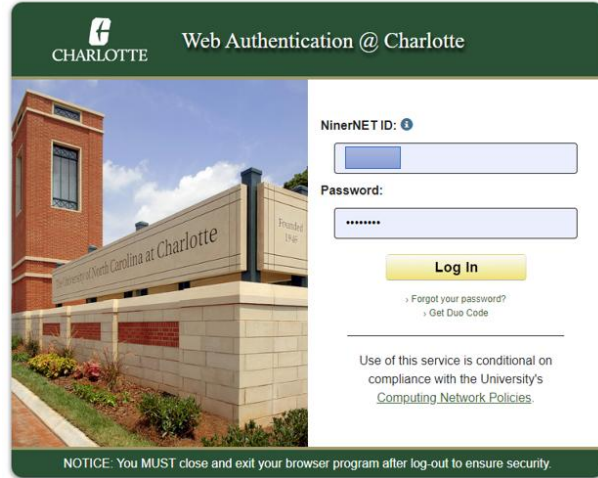 CHARLOTTE
Web Authentication @ Charlotte
NinerNET ID:
Password:
••••••••
Log In
› Forgot your password?
› Get Duo Code
The University of North Carolina at Charlotte
Founded
1946
Use of this service is conditional on
compliance with the University's
Computing Network Policies.
NOTICE: You MUST close and exit your browser program after log-out to ensure security.